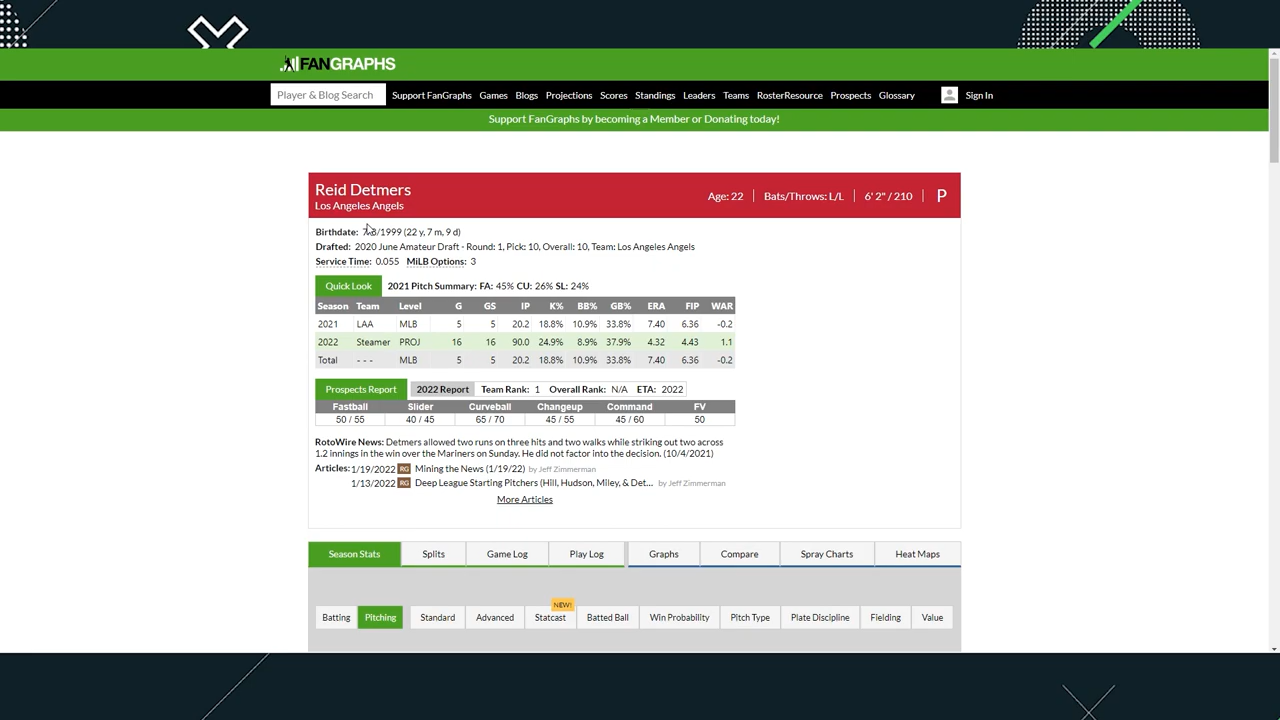 FANGRAPHS
Player & Blog Search Support FanGraphs Games Blogs Projections Scores Standings Leaders Teams RosterResource Prospects Glossary Sign In
Support FanGraphs by becoming a Member or Donating today!
Reid Detmers
Los Angeles Angels
Age: 22 Bats/Throws: L/L 6' 2" / 210 P
Birthdate: /1999 (22 y, 7 m, 9 d)
Drafted: 2020 June Amateur Draft - Round: 1, Pick: 10, Overall: 10, Team: Los Angeles Angels
Service Time: 0.055 MiLB Options: 3
Quick Look 2021 Pitch Summary: FA: 45% CU: 26% SL: 24%
Season Team Level G GS IP K% BB% GB% ERA FIP WAR
2021 LAA MLB 5 5 20.2 18.8% 10.9% 33.8% 7.40 6.36 -0.2
2022 Steamer PROJ 16 16 90.0 24.9% 8.9% 37.9% 4.32 4.43 1.1
Total - - - MLB 5 5 20.2 18.8% 10.9% 33.8% 7.40 6.36 -0.2
Prospects Report 2022 Report Team Rank: 1 Overall Rank: N/A ETA: 2022
Fastball Slider Curveball Changeup Command FV
50 / 55 40 / 45 65 / 70 45 / 55 45 / 60 50
RotoWire News: Detmers allowed two runs on three hits and two walks while striking out two across
1.2 innings in the win over the Mariners on Sunday. He did not factor into the decision. (10/4/2021)
Articles: 1/19/2022 RG Mining the News (1/19/22) by Jeff Zimmerman
1/13/2022 RG Deep League Starting Pitchers (Hill, Hudson, Miley, & Det... by Jeff Zimmerman
More Articles
Season Stats Splits Game Log Play Log Graphs Compare Spray Charts Heat Maps
NEW!
Batting Pitching Standard Advanced Statcast Batted Ball Win Probability Pitch Type Plate Discipline Fielding Value